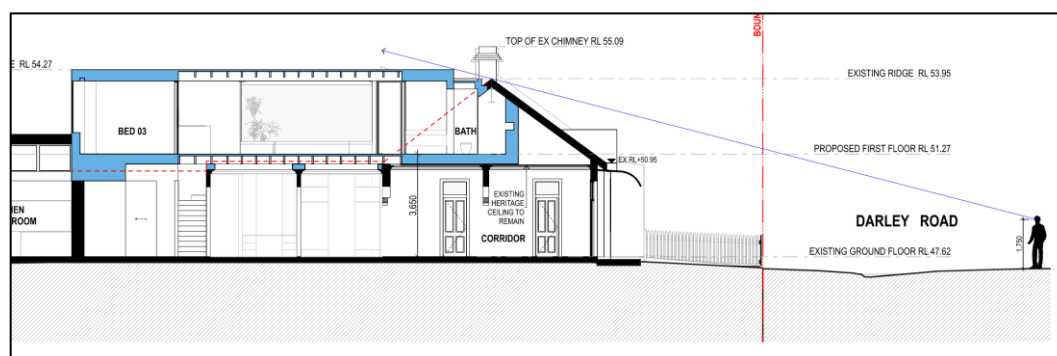 BOUN
TOP OF EX CHIMNEY RL 55.09
E RL 54.27
EXISTING RIDGE RL 53.95
BED 03
BATH
PROPOSED FIRST FLOOR RL 51.27
EX.RL+50.95
3,650
EXISTING
HERITAGE
CEILING TO
REMAIN
CORRIDOR
HEN
ROOM
DARLEY ROAD
1,750
EXISTING GROUND FLOOR RL 47.62